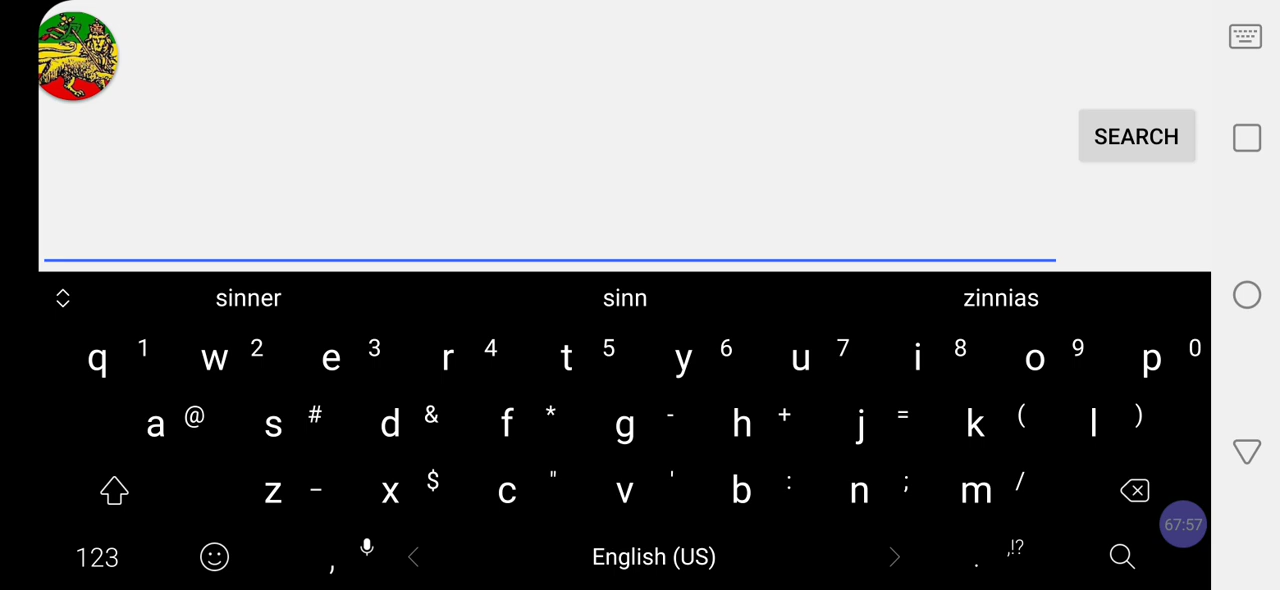 SEARCH
sinner sinn zinnias
q 1 w 2 e 3 r 4 t 5 y 6 u 7 i 8 o 9 p 0
a @ s # d & f * g - h + j = k ( l )
z _ x $ c " v ' b : n ; m /
67:57
123 , < English (US) > . ,!?